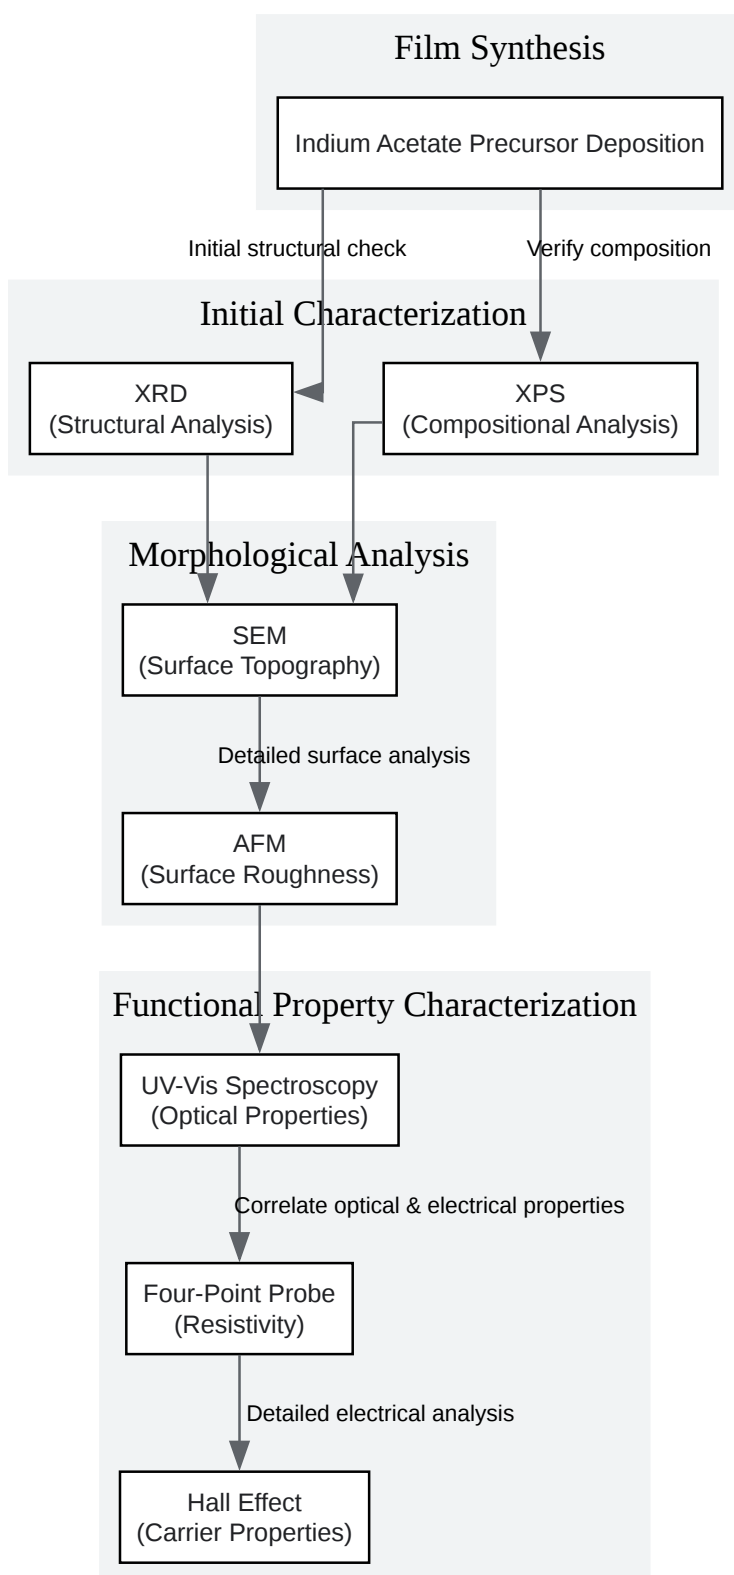 Film Synthesis
Indium Acetate Precursor Deposition
Initial structural check
Verify composition
Initial Characterization
XRD
(Structural Analysis)
XPS
(Compositional Analysis)
Morphological Analysis
SEM
(Surface Topography)
Detailed surface analysis
AFM
(Surface Roughness)
Functional Property Characterization
UV-Vis Spectroscopy
(Optical Properties)
Correlate optical & electrical properties
Four-Point Probe
(Resistivity)
Detailed electrical analysis
Hall Effect
(Carrier Properties)